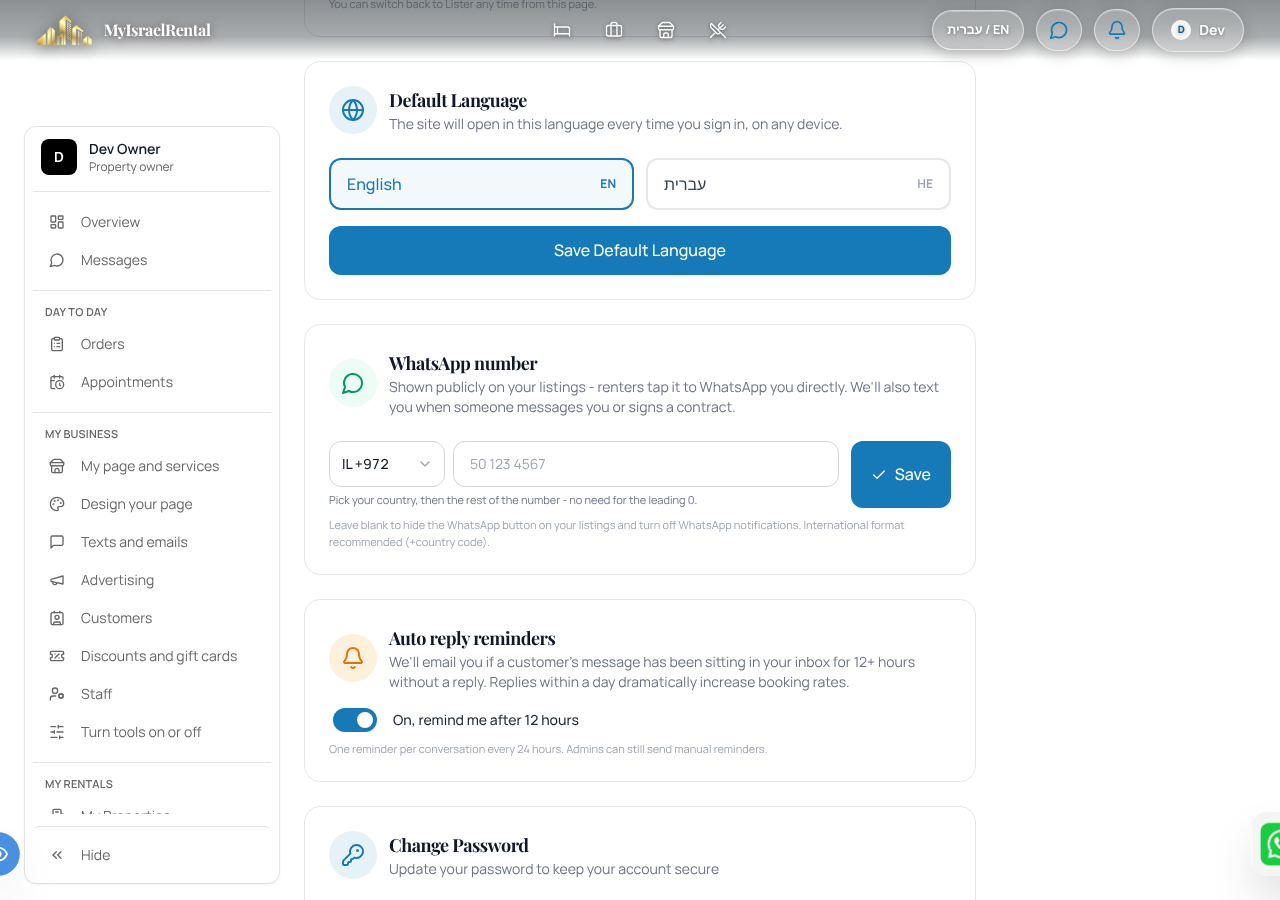 You can switch back to Lister any time from this page.
MyIsraelRental
עברית / EN
D
Dev
D
Dev Owner
Property owner
Overview
Messages
DAY TO DAY
Orders
Appointments
MY BUSINESS
My page and services
Design your page
Texts and emails
Advertising
Customers
Discounts and gift cards
Staff
Turn tools on or off
MY RENTALS
My Properties
Hide
Default Language
The site will open in this language every time you sign in, on any device.
English
EN
עברית
HE
Save Default Language
WhatsApp number
Shown publicly on your listings - renters tap it to WhatsApp you directly. We'll also text
you when someone messages you or signs a contract.
IL +972
50 123 4567
Save
Pick your country, then the rest of the number - no need for the leading 0.
Leave blank to hide the WhatsApp button on your listings and turn off WhatsApp notifications. International format
recommended (+country code).
Auto reply reminders
We'll email you if a customer's message has been sitting in your inbox for 12+ hours
without a reply. Replies within a day dramatically increase booking rates.
On, remind me after 12 hours
One reminder per conversation every 24 hours. Admins can still send manual reminders.
Change Password
Update your password to keep your account secure